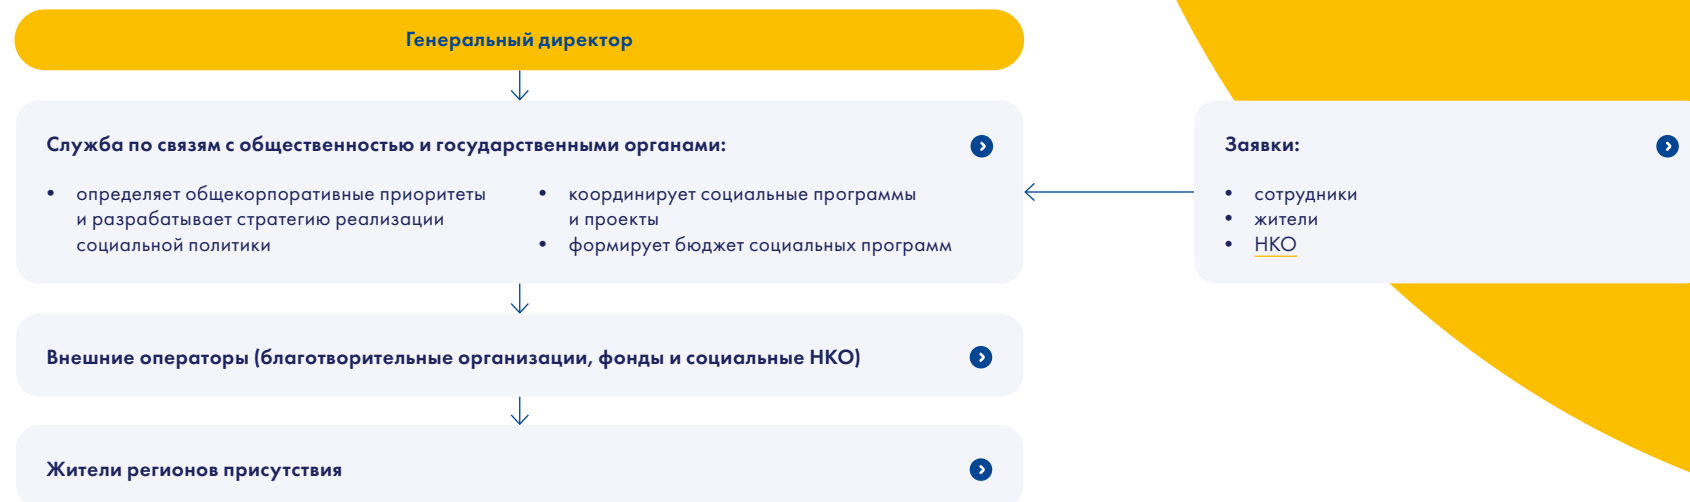 Генеральный директор
Служба по связям с общественностью и государственными органами:
• определяет общекорпоративные приоритеты
и разрабатывает стратегию реализации
социальной политики
• координирует социальные программы
и проекты
• формирует бюджет социальных программ
Заявки:
• сотрудники
• жители
• НКО
Внешние операторы (благотворительные организации, фонды и социальные НКО)
Жители регионов присутствия